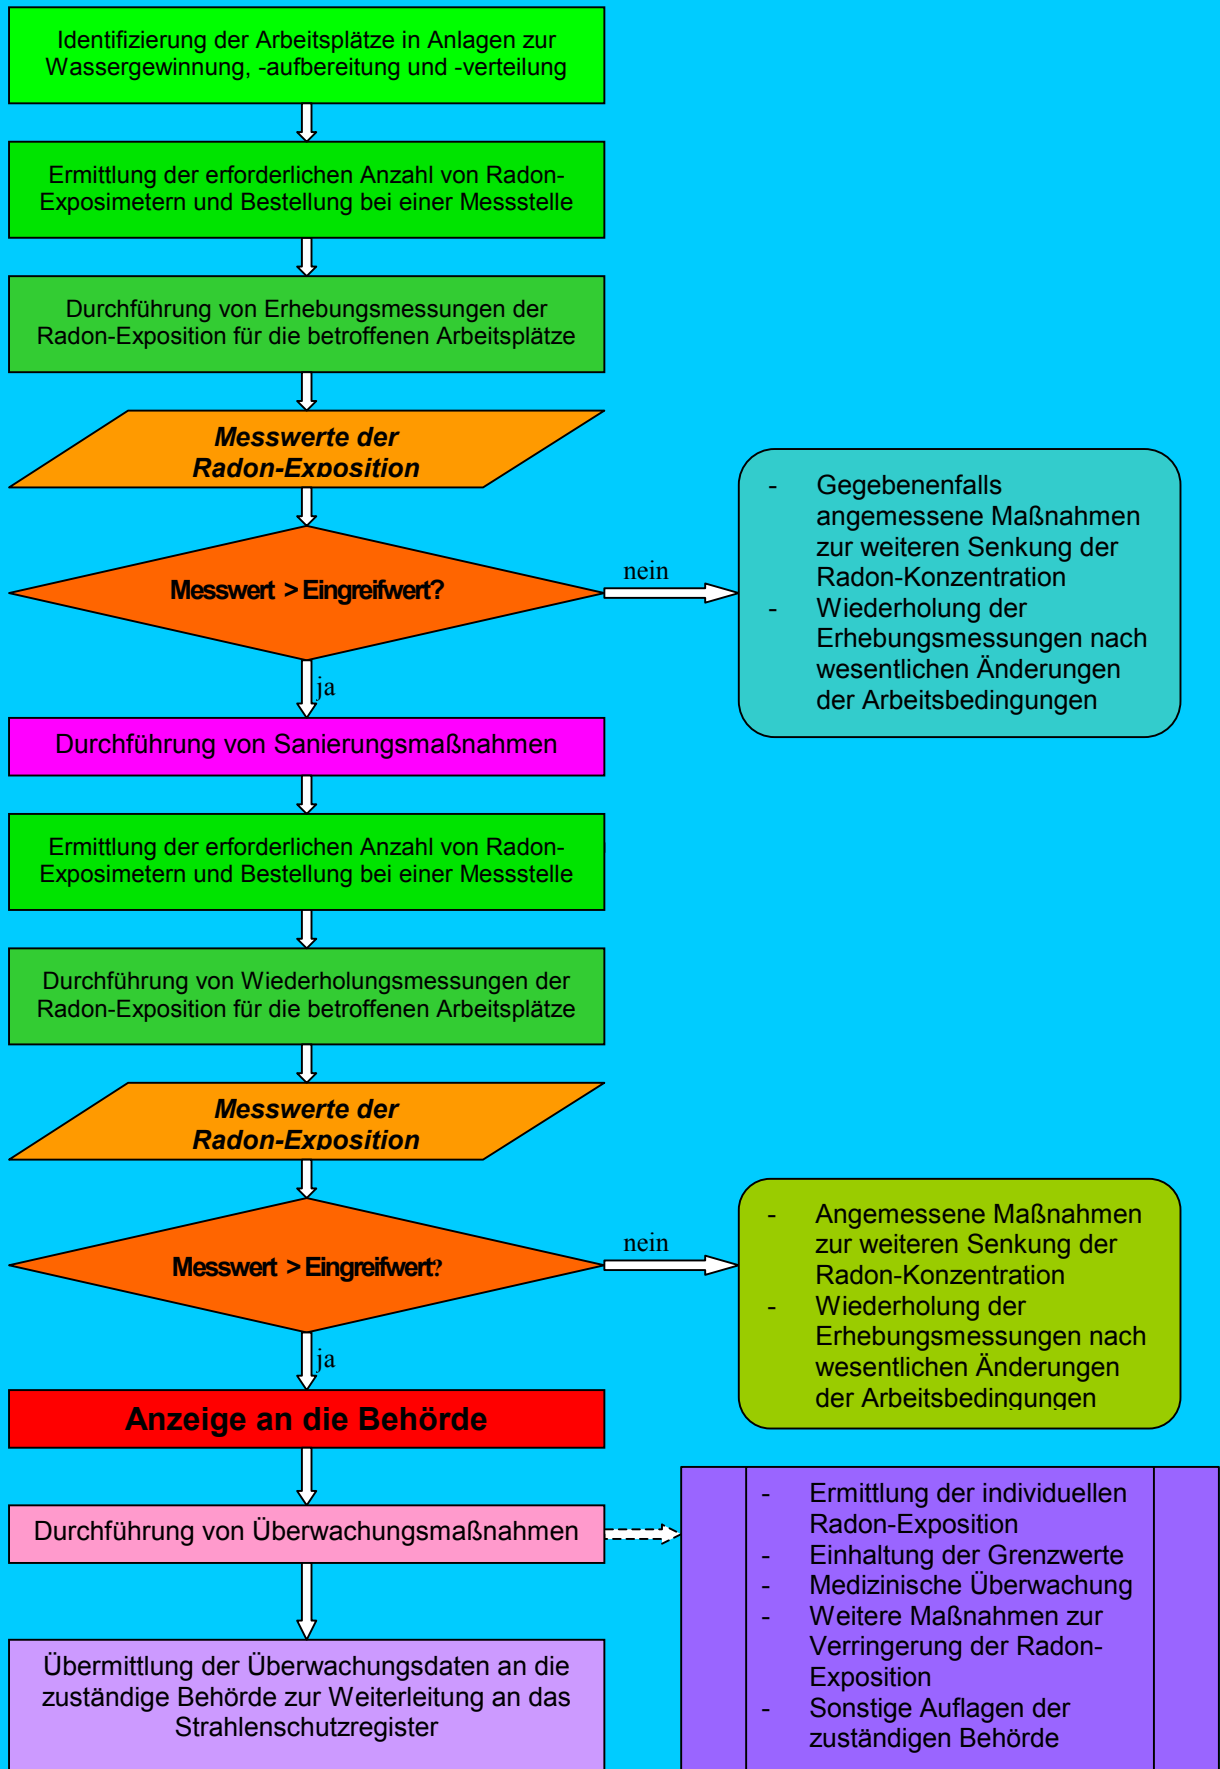 Identifizierung der Arbeitsplätze in Anlagen zur
Wassergewinnung, -aufbereitung und -verteilung
Ermittlung der erforderlichen Anzahl von Radon-
Exposimetern und Bestellung bei einer Messstelle
Durchführung von Erhebungsmessungen der
Radon-Exposition für die betroffenen Arbeitsplätze
Messwerte der
Radon-Exposition
Messwert > Eingreifwert?
nein
- Gegebenenfalls
angemessene Maßnahmen
zur weiteren Senkung der
Radon-Konzentration
- Wiederholung der
Erhebungsmessungen nach
wesentlichen Änderungen
der Arbeitsbedingungen
ja
Durchführung von Sanierungsmaßnahmen
Ermittlung der erforderlichen Anzahl von Radon-
Exposimetern und Bestellung bei einer Messstelle
Durchführung von Wiederholungsmessungen der
Radon-Exposition für die betroffenen Arbeitsplätze
Messwerte der
Radon-Exposition
Messwert > Eingreifwert?
nein
- Angemessene Maßnahmen
zur weiteren Senkung der
Radon-Konzentration
- Wiederholung der
Erhebungsmessungen nach
wesentlichen Änderungen
der Arbeitsbedingungen
ja
Anzeige an die Behörde
Durchführung von Überwachungsmaßnahmen
- Ermittlung der individuellen
Radon-Exposition
- Einhaltung der Grenzwerte
- Medizinische Überwachung
- Weitere Maßnahmen zur
Verringerung der Radon-
Exposition
- Sonstige Auflagen der
zuständigen Behörde
Übermittlung der Überwachungsdaten an die
zuständige Behörde zur Weiterleitung an das
Strahlenschutzregister